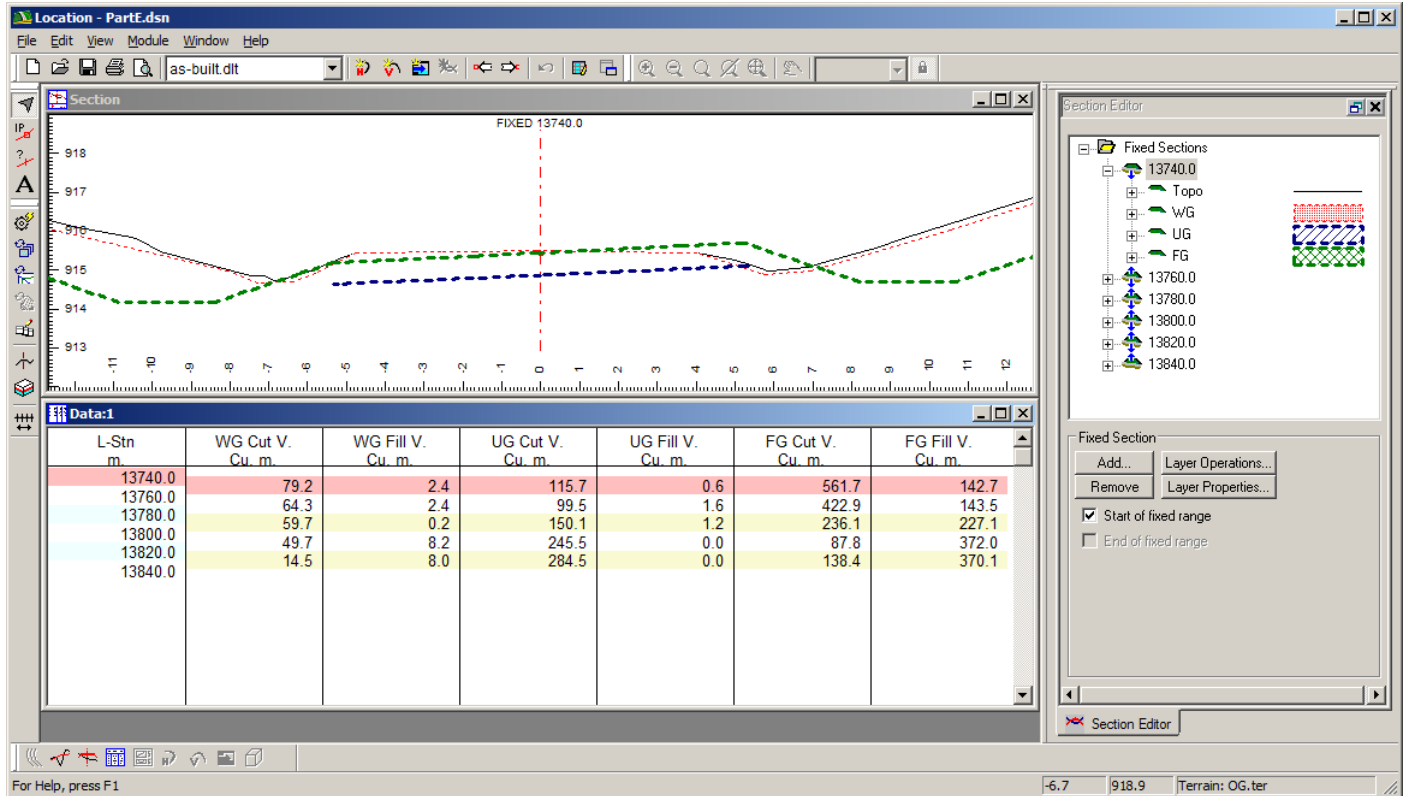 Location - PartE.dsn
File Edit View Module Window Help
as-built.dlt
Section
FIXED 13740.0
918
917
916
915
914
913
-11 -10 -9 -8 -7 -6 -5 -4 -3 -2 -1 0 1 2 3 4 5 6 7 8 9 10 11 12
Data:1
L-Stn WG Cut V. WG Fill V. UG Cut V. UG Fill V. FG Cut V. FG Fill V.
m. Cu. m. Cu. m. Cu. m. Cu. m. Cu. m. Cu. m.
13740.0
79.2 2.4 115.7 0.6 561.7 142.7
13760.0
64.3 2.4 99.5 1.6 422.9 143.5
13780.0
59.7 0.2 150.1 1.2 236.1 227.1
13800.0
49.7 8.2 245.5 0.0 87.8 372.0
13820.0
14.5 8.0 284.5 0.0 138.4 370.1
13840.0
Section Editor
Fixed Sections
13740.0
Topo
WG
UG
FG
13760.0
13780.0
13800.0
13820.0
13840.0
Fixed Section
Add... Layer Operations...
Remove Layer Properties...
Start of fixed range
End of fixed range
Section Editor
For Help, press F1
-6.7 918.9 Terrain: OG.ter